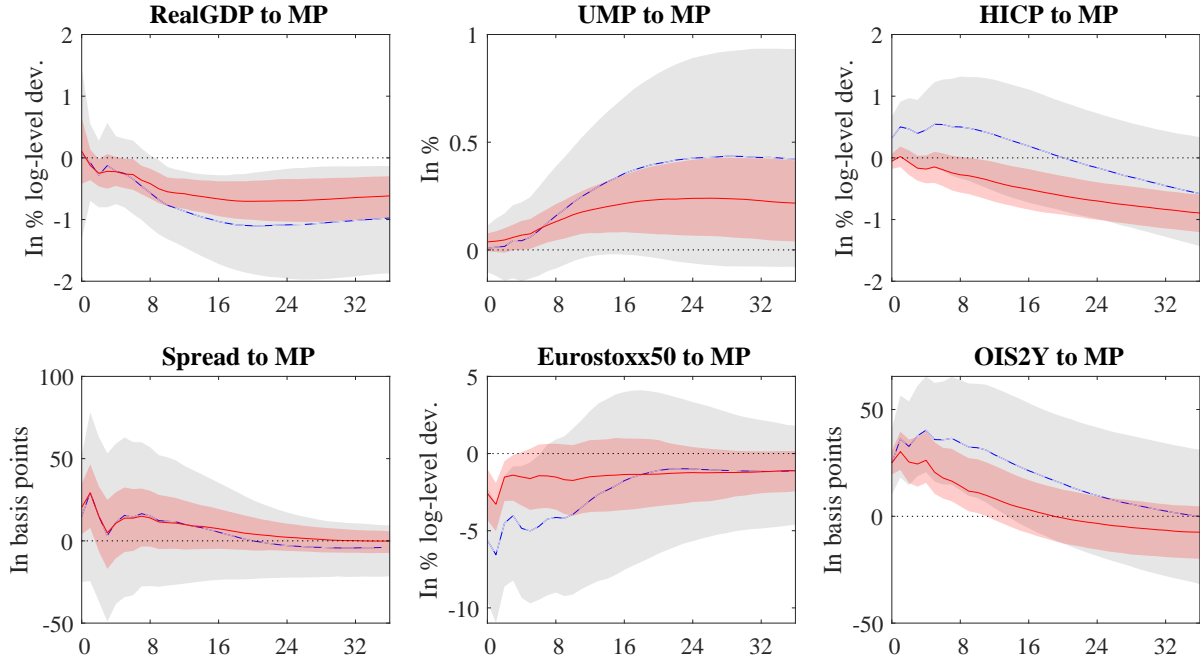 RealGDP to MP
In % log-level dev.
2
1
0
-1
-2
0 8 16 24 32
UMP to MP
In %
1
0.5
0
0 8 16 24 32
HICP to MP
In % log-level dev.
2
1
0
-1
-2
0 8 16 24 32
Spread to MP
In basis points
100
50
0
-50
0 8 16 24 32
Eurostoxx50 to MP
In % log-level dev.
5
0
-5
-10
0 8 16 24 32
OIS2Y to MP
In basis points
50
0
-50
0 8 16 24 32